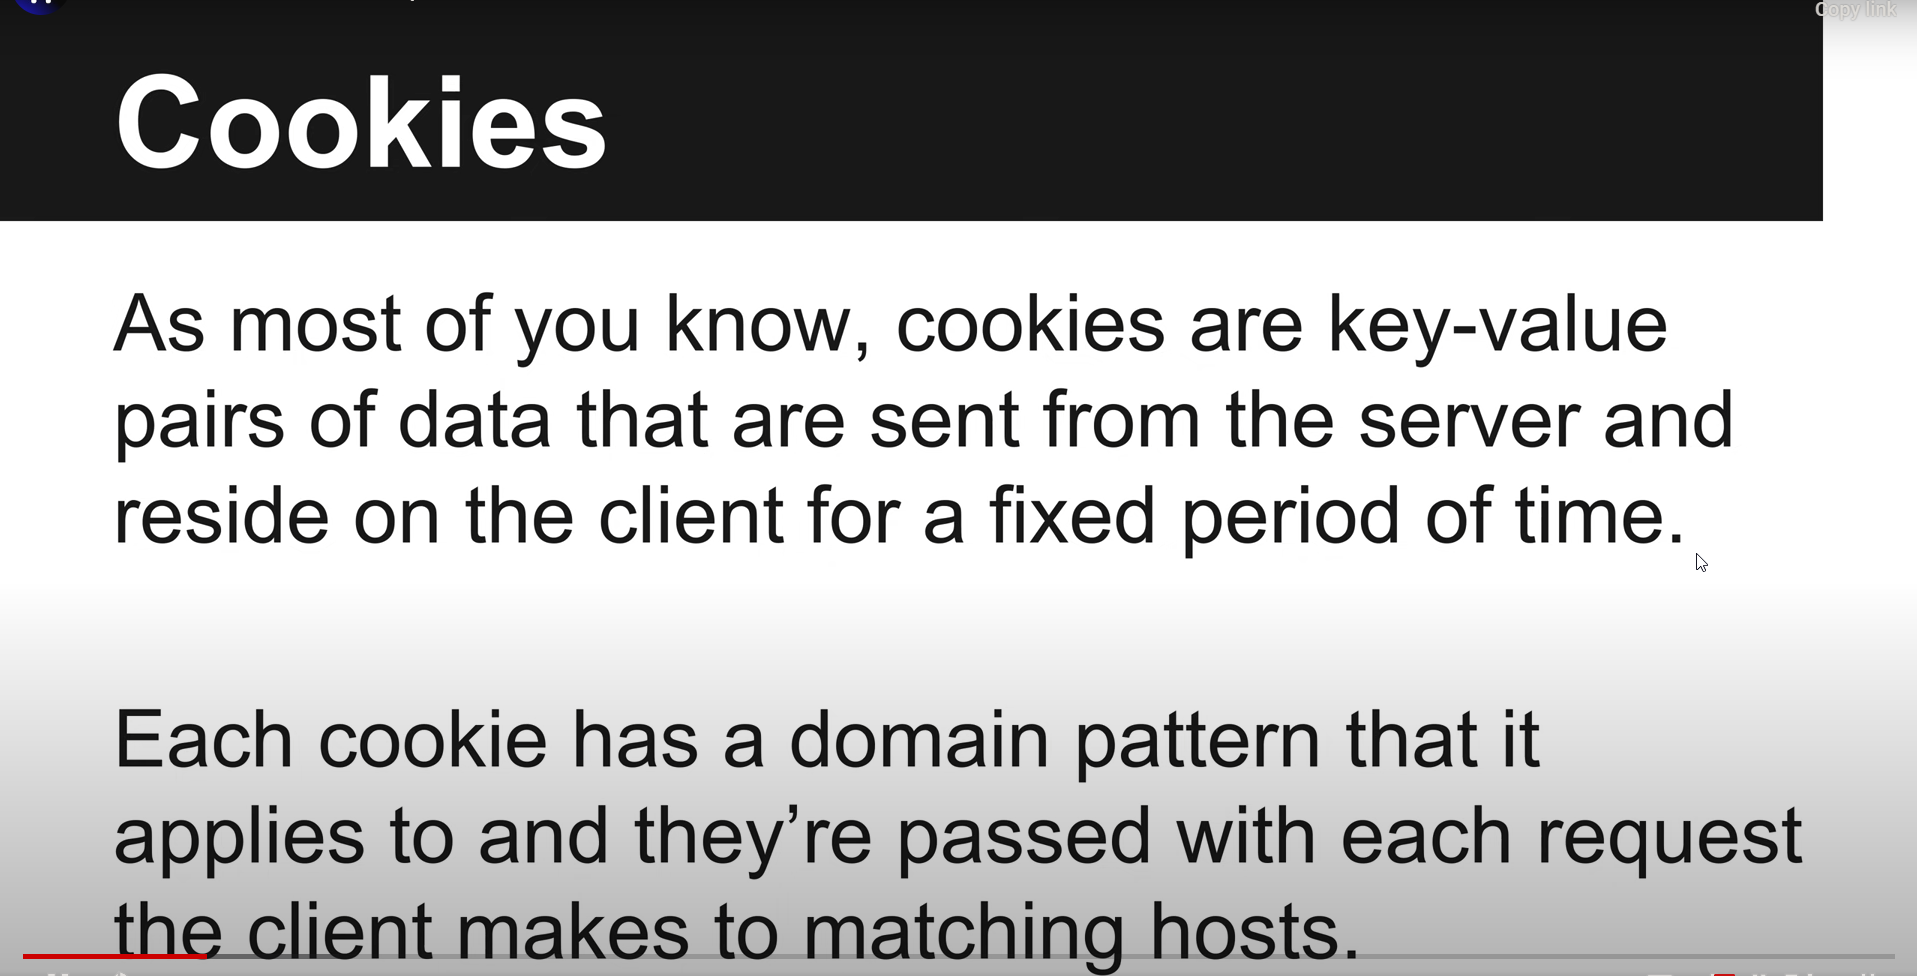 Copy link
Cookies
As most of you know, cookies are key-value
pairs of data that are sent from the server and
reside on the client for a fixed period of time.
Each cookie has a domain pattern that it
applies to and they’re passed with each request
the client makes to matching hosts.